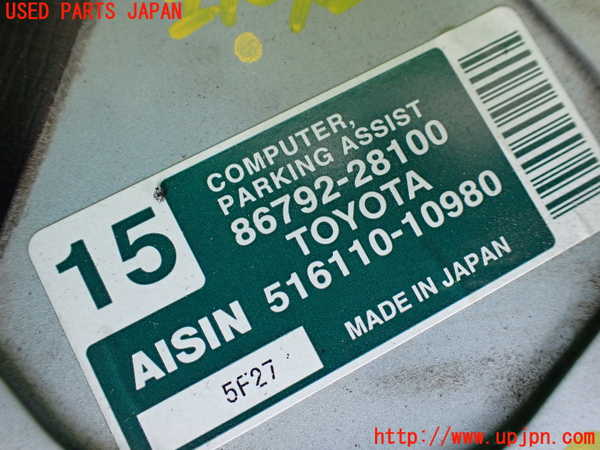 USED PARTS JAPAN
COMPUTER,
PARKING ASSIST
86792-28100
TOYOTA
15
AISIN 516110-10980
MADE IN JAPAN
5F27
http://www.upjpn.com/